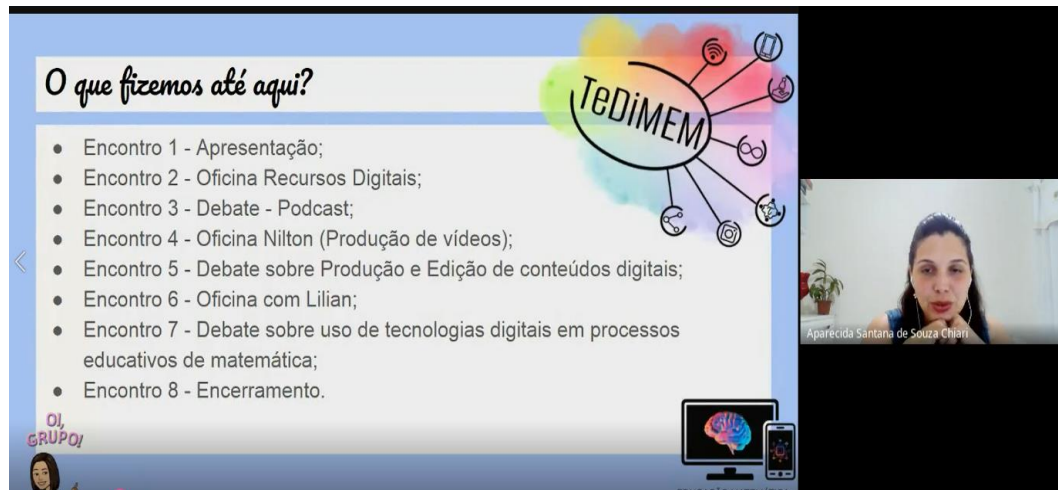 O que fizemos até aqui?
TeDiMEM
● Encontro 1 - Apresentação;
● Encontro 2 - Oficina Recursos Digitais;
● Encontro 3 - Debate - Podcast;
● Encontro 4 - Oficina Nilton (Produção de vídeos);
● Encontro 5 - Debate sobre Produção e Edição de conteúdos digitais;
● Encontro 6 - Oficina com Lilian;
● Encontro 7 - Debate sobre uso de tecnologias digitais em processos
educativos de matemática;
● Encontro 8 - Encerramento.
OI,
GRUPO!
Aparecida Santana de Souza Chiari